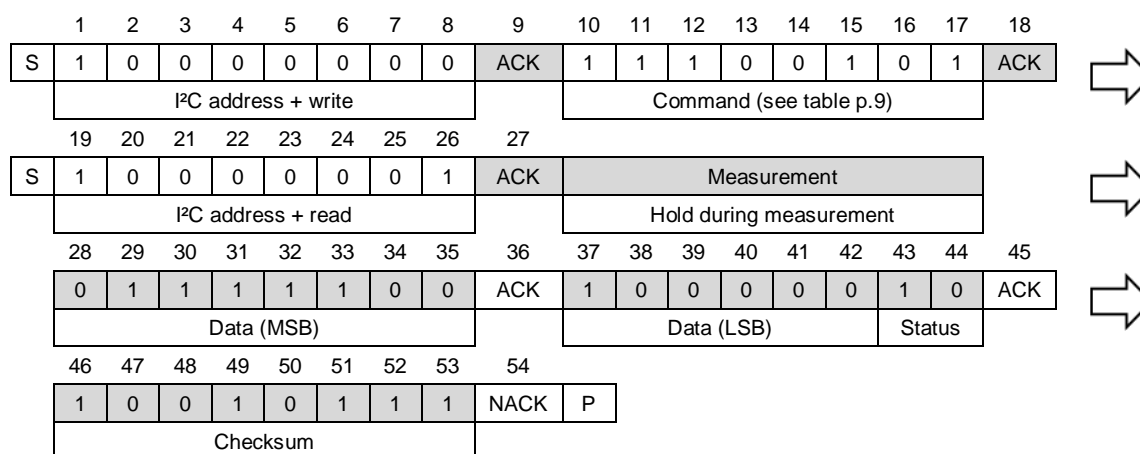 1 2 3 4 5 6 7 8 9 10 11 12 13 14 15 16 17 18
S 1 0 0 0 0 0 0 0 ACK 1 1 1 0 0 1 0 1 ACK
I²C address + write Command (see table p.9)
19 20 21 22 23 24 25 26 27
S 1 0 0 0 0 0 0 1 ACK Measurement
I²C address + read Hold during measurement
28 29 30 31 32 33 34 35 36 37 38 39 40 41 42 43 44 45
0 1 1 1 1 1 0 0 ACK 1 0 0 0 0 0 1 0 ACK
Data (MSB) Data (LSB) Status
46 47 48 49 50 51 52 53 54
1 0 0 1 0 1 1 1 NACK P
Checksum